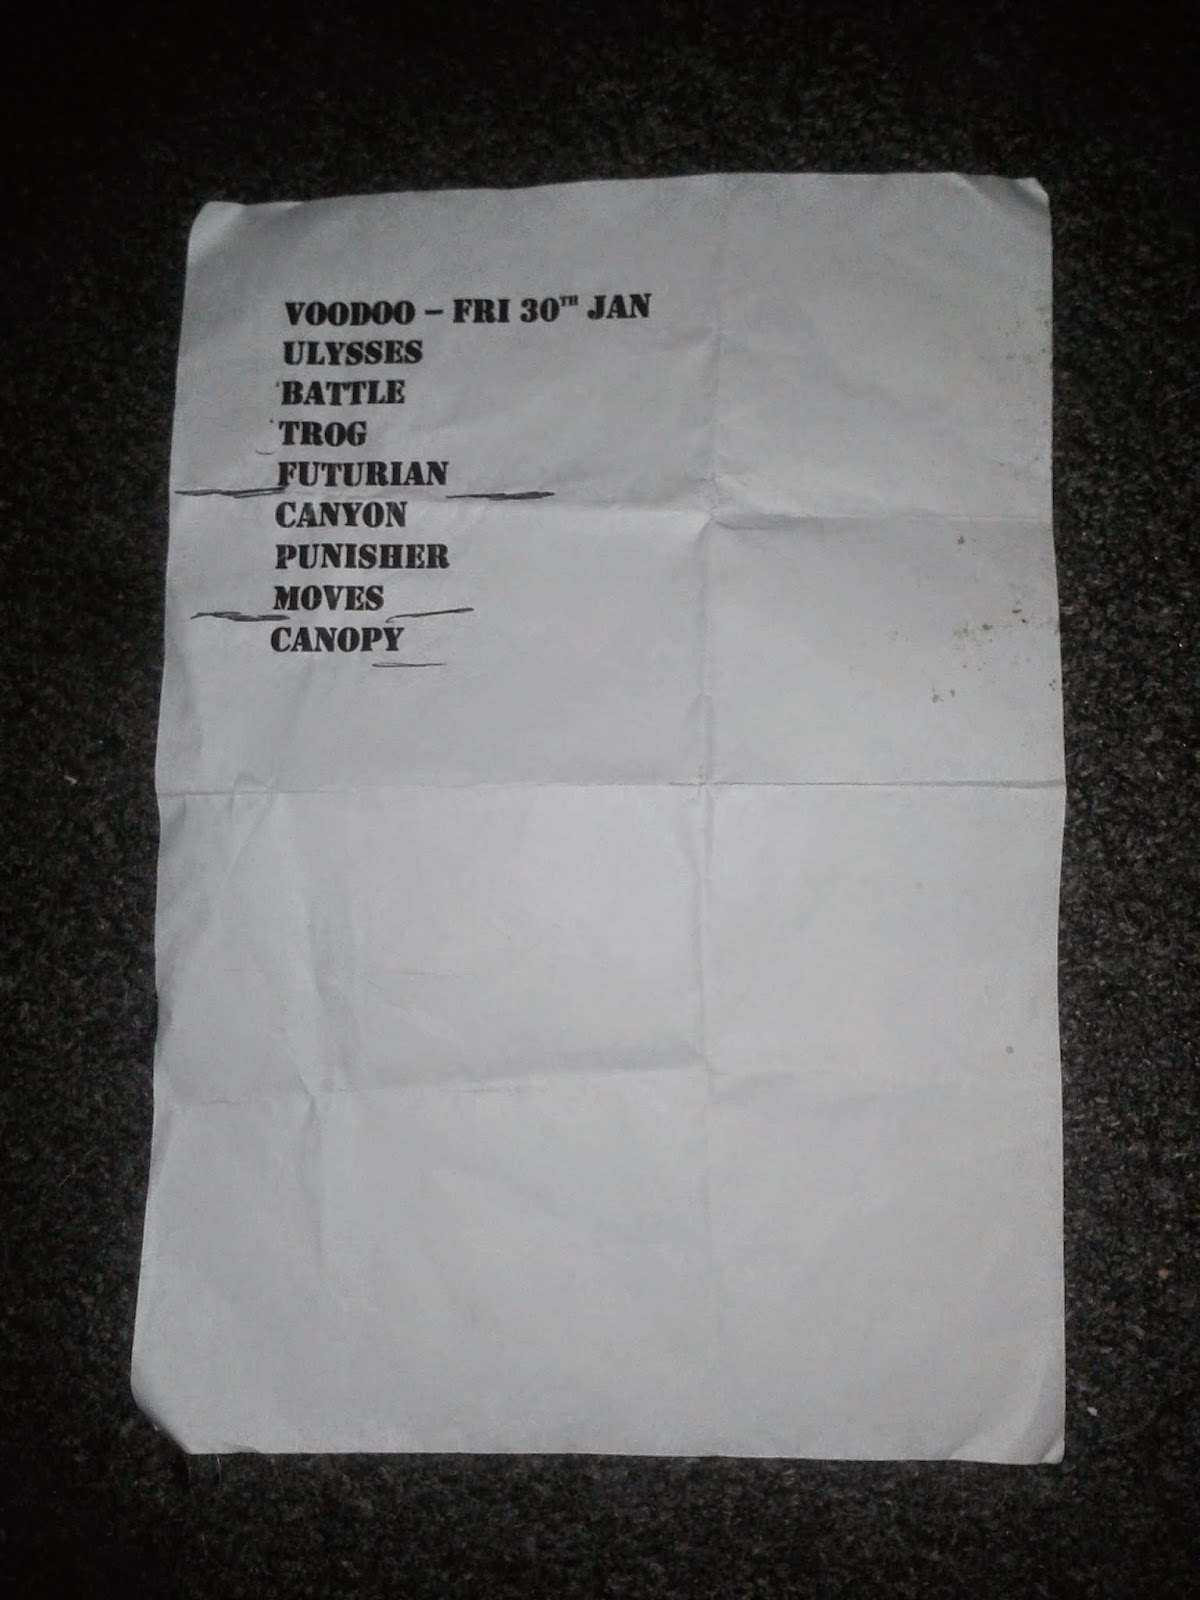 VOODOO – FRI 30TH JAN
ULYSSES
BATTLE
TROG
FUTURIAN
CANYON
PUNISHER
MOVES
CANOPY